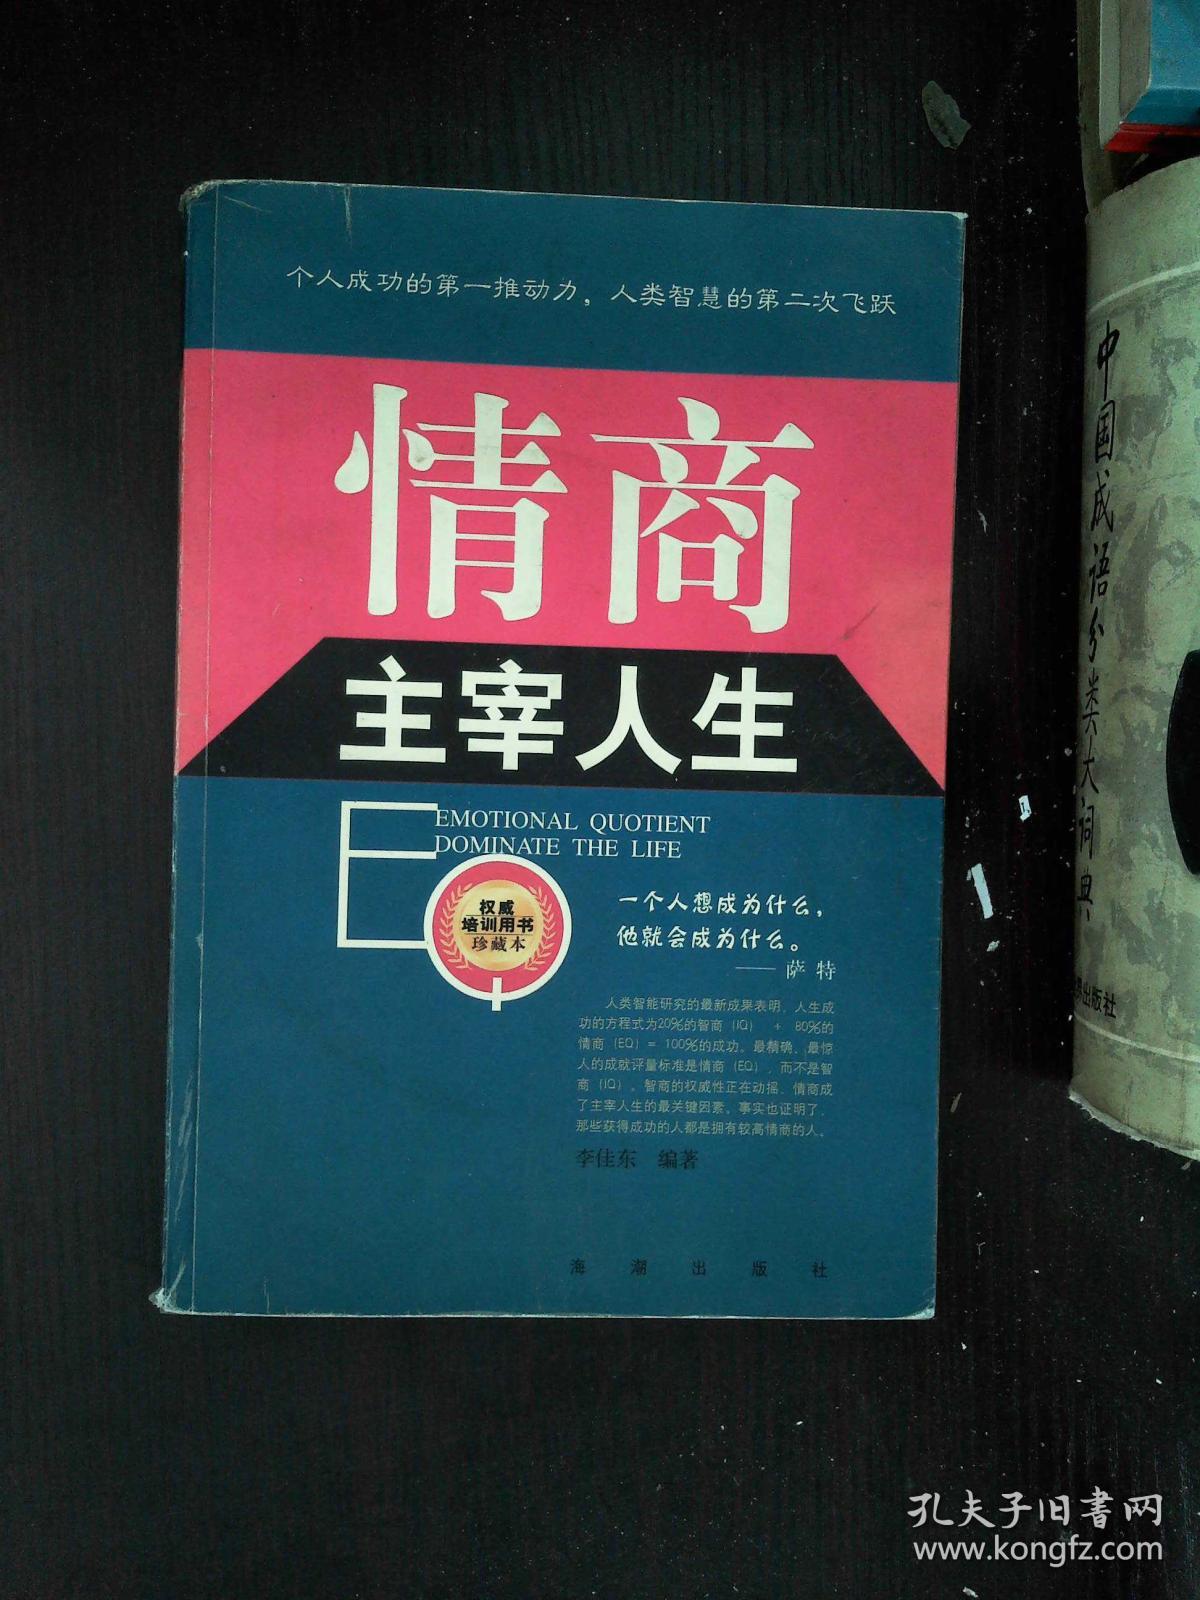 个人成功的第一推动力，人类智慧的第二次飞跃
情商
主宰人生
EQ
EMOTIONAL QUOTIENT
DOMINATE THE LIFE
权威
培训用书
珍藏本
一个人想成为什么，
他就会成为什么。
——萨特
人类智能研究的最新成果表明，人生成
功的方程式为20%的智商（IQ） + 80%的
情商（EQ）= 100%的成功。最精确、最惊
人的成就评量标准是情商（EQ），而不是智
商（IQ）。智商的权威性正在动摇，情商成
了主宰人生的最关键因素。事实也证明了，
那些获得成功的人都是拥有较高情商的人。
李佳东 编著
海潮出版社
中国成语分类大词典
出版社
孔夫子旧书网
www.kongfz.com